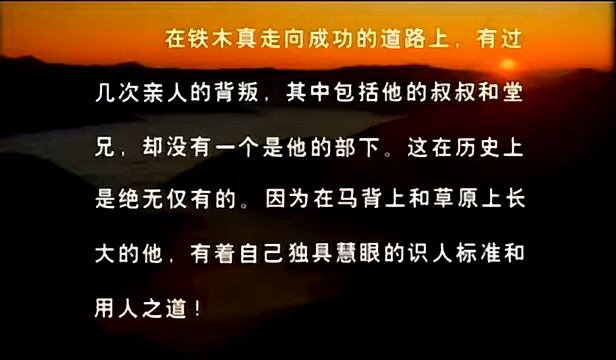 在铁木真走向成功的道路上，有过
几次亲人的背叛，其中包括他的叔叔和堂
兄，却没有一个是他的部下。这在历史上
是绝无仅有的。因为在马背上和草原上长
大的他，有着自己独具慧眼的识人标准和
用人之道！